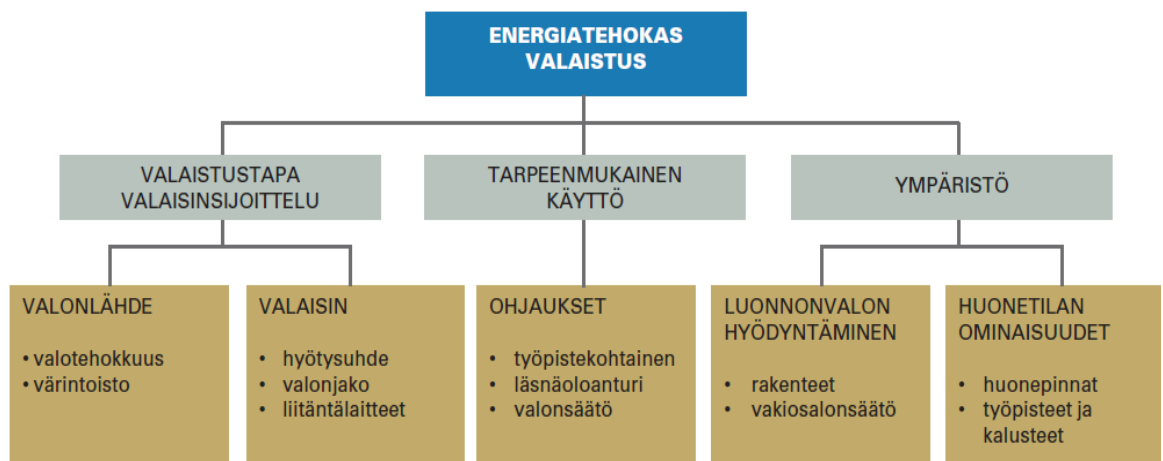 ENERGIATEHOKAS
VALAISTUS
VALAISTUSTAPA
VALAISINSIJOITTELU
TARPEENMUKAINEN
KÄYTTÖ
YMPÄRISTÖ
VALONLÄHDE
• valotehokkuus
• värintoisto
VALAISIN
• hyötysuhde
• valonjako
• liitäntälaitteet
OHJAUKSET
• työpistekohtainen
• läsnäoloanturi
• valonsäätö
LUONNONVALON
HYÖDYNTÄMINEN
• rakenteet
• vakiosalonsäätö
HUONETILAN
OMINAISUUDET
• huonepinnat
• työpisteet ja
kalusteet